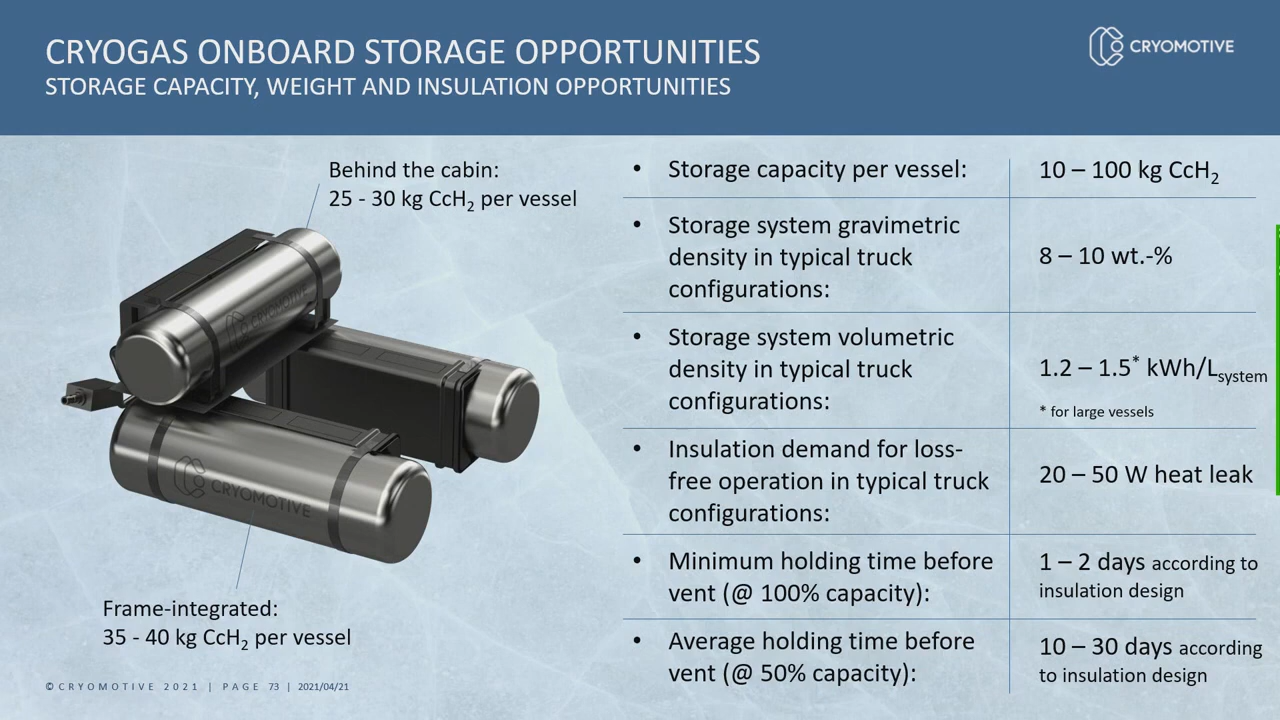 CRYOGAS ONBOARD STORAGE OPPORTUNITIES
STORAGE CAPACITY, WEIGHT AND INSULATION OPPORTUNITIES
CRYOMOTIVE
Behind the cabin:
25 - 30 kg CcH₂ per vessel
CRYOMOTIVE
CRYOMOTIVE
Frame-integrated:
35 - 40 kg CcH₂ per vessel
© CRYOMOTIVE 2021 | PAGE 73 | 2021/04/21
• Storage capacity per vessel:
10 – 100 kg CcH₂
• Storage system gravimetric
density in typical truck
configurations:
8 – 10 wt.-%
• Storage system volumetric
density in typical truck
configurations:
1.2 – 1.5* kWh/Lsystem
* for large vessels
• Insulation demand for loss-
free operation in typical truck
configurations:
20 – 50 W heat leak
• Minimum holding time before
vent (@ 100% capacity):
1 – 2 days according to
insulation design
• Average holding time before
vent (@ 50% capacity):
10 – 30 days according
to insulation design